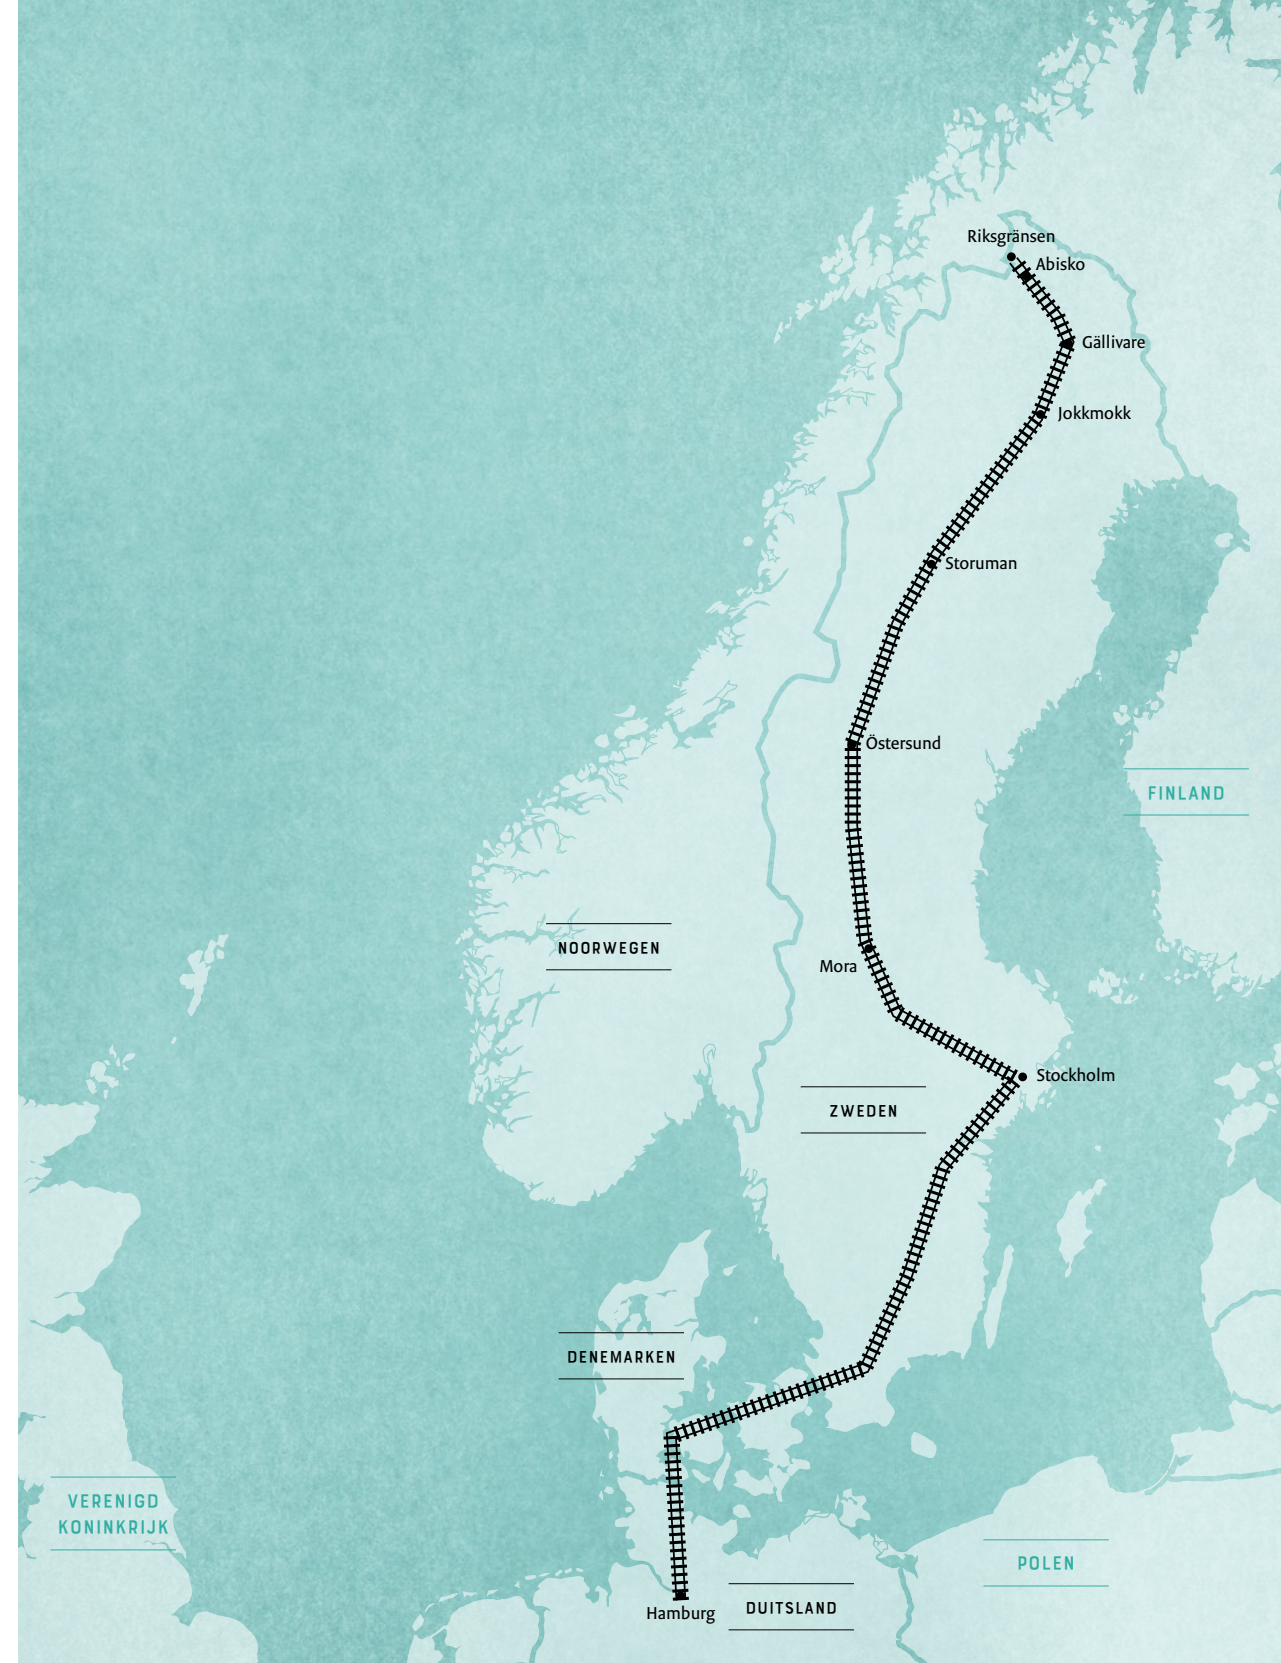 Riksgränsen
Abisko
Gällivare
Jokkmokk
Storuman
Östersund
FINLAND
NOORWEGEN
Mora
Stockholm
ZWEDEN
DENEMARKEN
VERENIGD
KONINKRIJK
POLEN
Hamburg
DUITSLAND